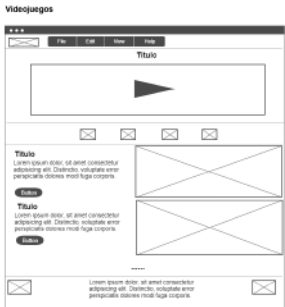 Videojuegos
File Edit View Help
Titulo
Titulo
Lorem ipsum dolor, sit amet consectetur
adipisicing elit. Distinctio, voluptate error
perspiciatis dolores modi fuga corporis.
Button
Titulo
Lorem ipsum dolor, sit amet consectetur
adipisicing elit. Distinctio, voluptate error
perspiciatis dolores modi fuga corporis.
Button
Lorem ipsum dolor, sit amet consectetur
adipisicing elit. Distinctio, voluptate error
perspiciatis dolores modi fuga corporis.